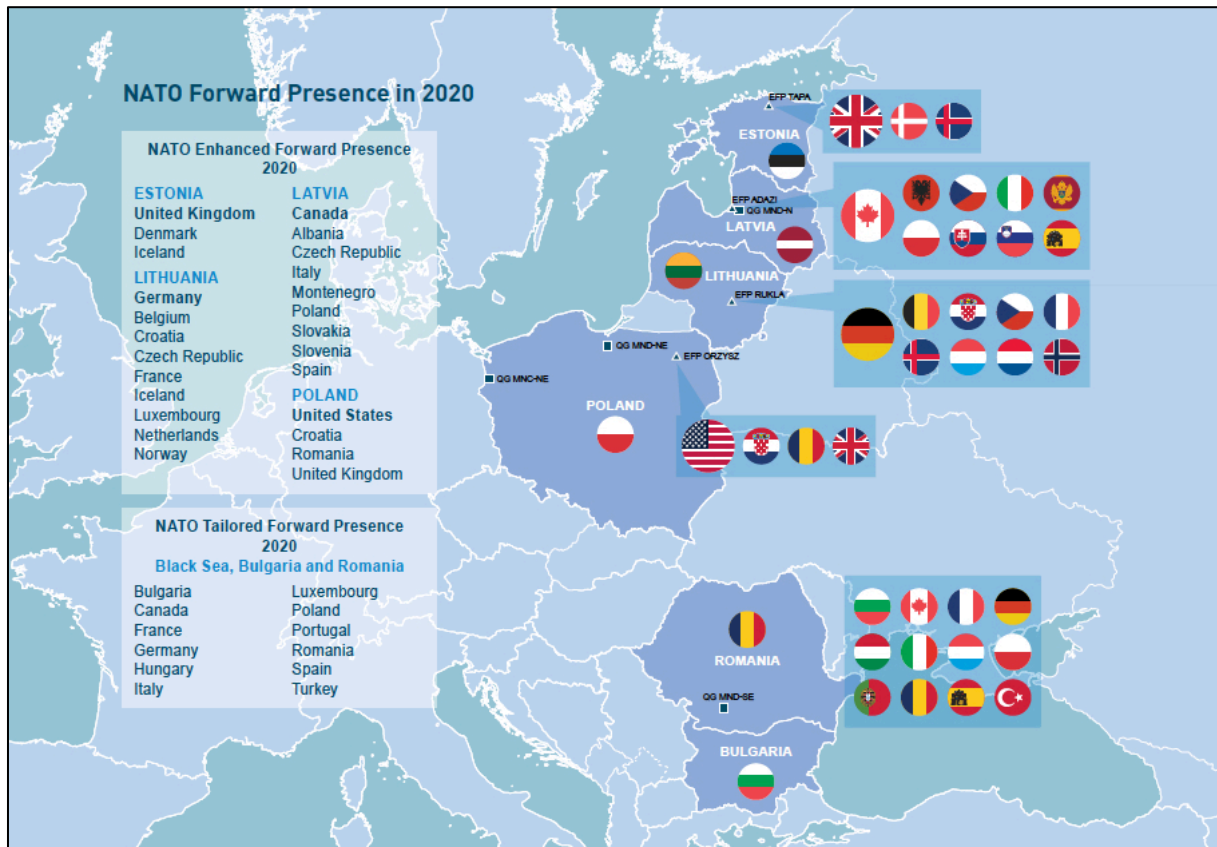 NATO Forward Presence in 2020
NATO Enhanced Forward Presence
2020
ESTONIA
United Kingdom
Denmark
Iceland
LITHUANIA
Germany
Belgium
Croatia
Czech Republic
France
Iceland
Luxembourg
Netherlands
Norway
LATVIA
Canada
Albania
Czech Republic
Italy
Montenegro
Poland
Slovakia
Slovenia
Spain
POLAND
United States
Croatia
Romania
United Kingdom
NATO Tailored Forward Presence
2020
Black Sea, Bulgaria and Romania
Bulgaria
Canada
France
Germany
Hungary
Italy
Luxembourg
Poland
Portugal
Romania
Spain
Turkey
EFP TAPA
ESTONIA
EFP ADAZI
QG MND-N
LATVIA
LITHUANIA
EFP RUKLA
QG MND-NE
EFP ORZYSZ
QG MNC-NE
POLAND
ROMANIA
QG MND-SE
BULGARIA